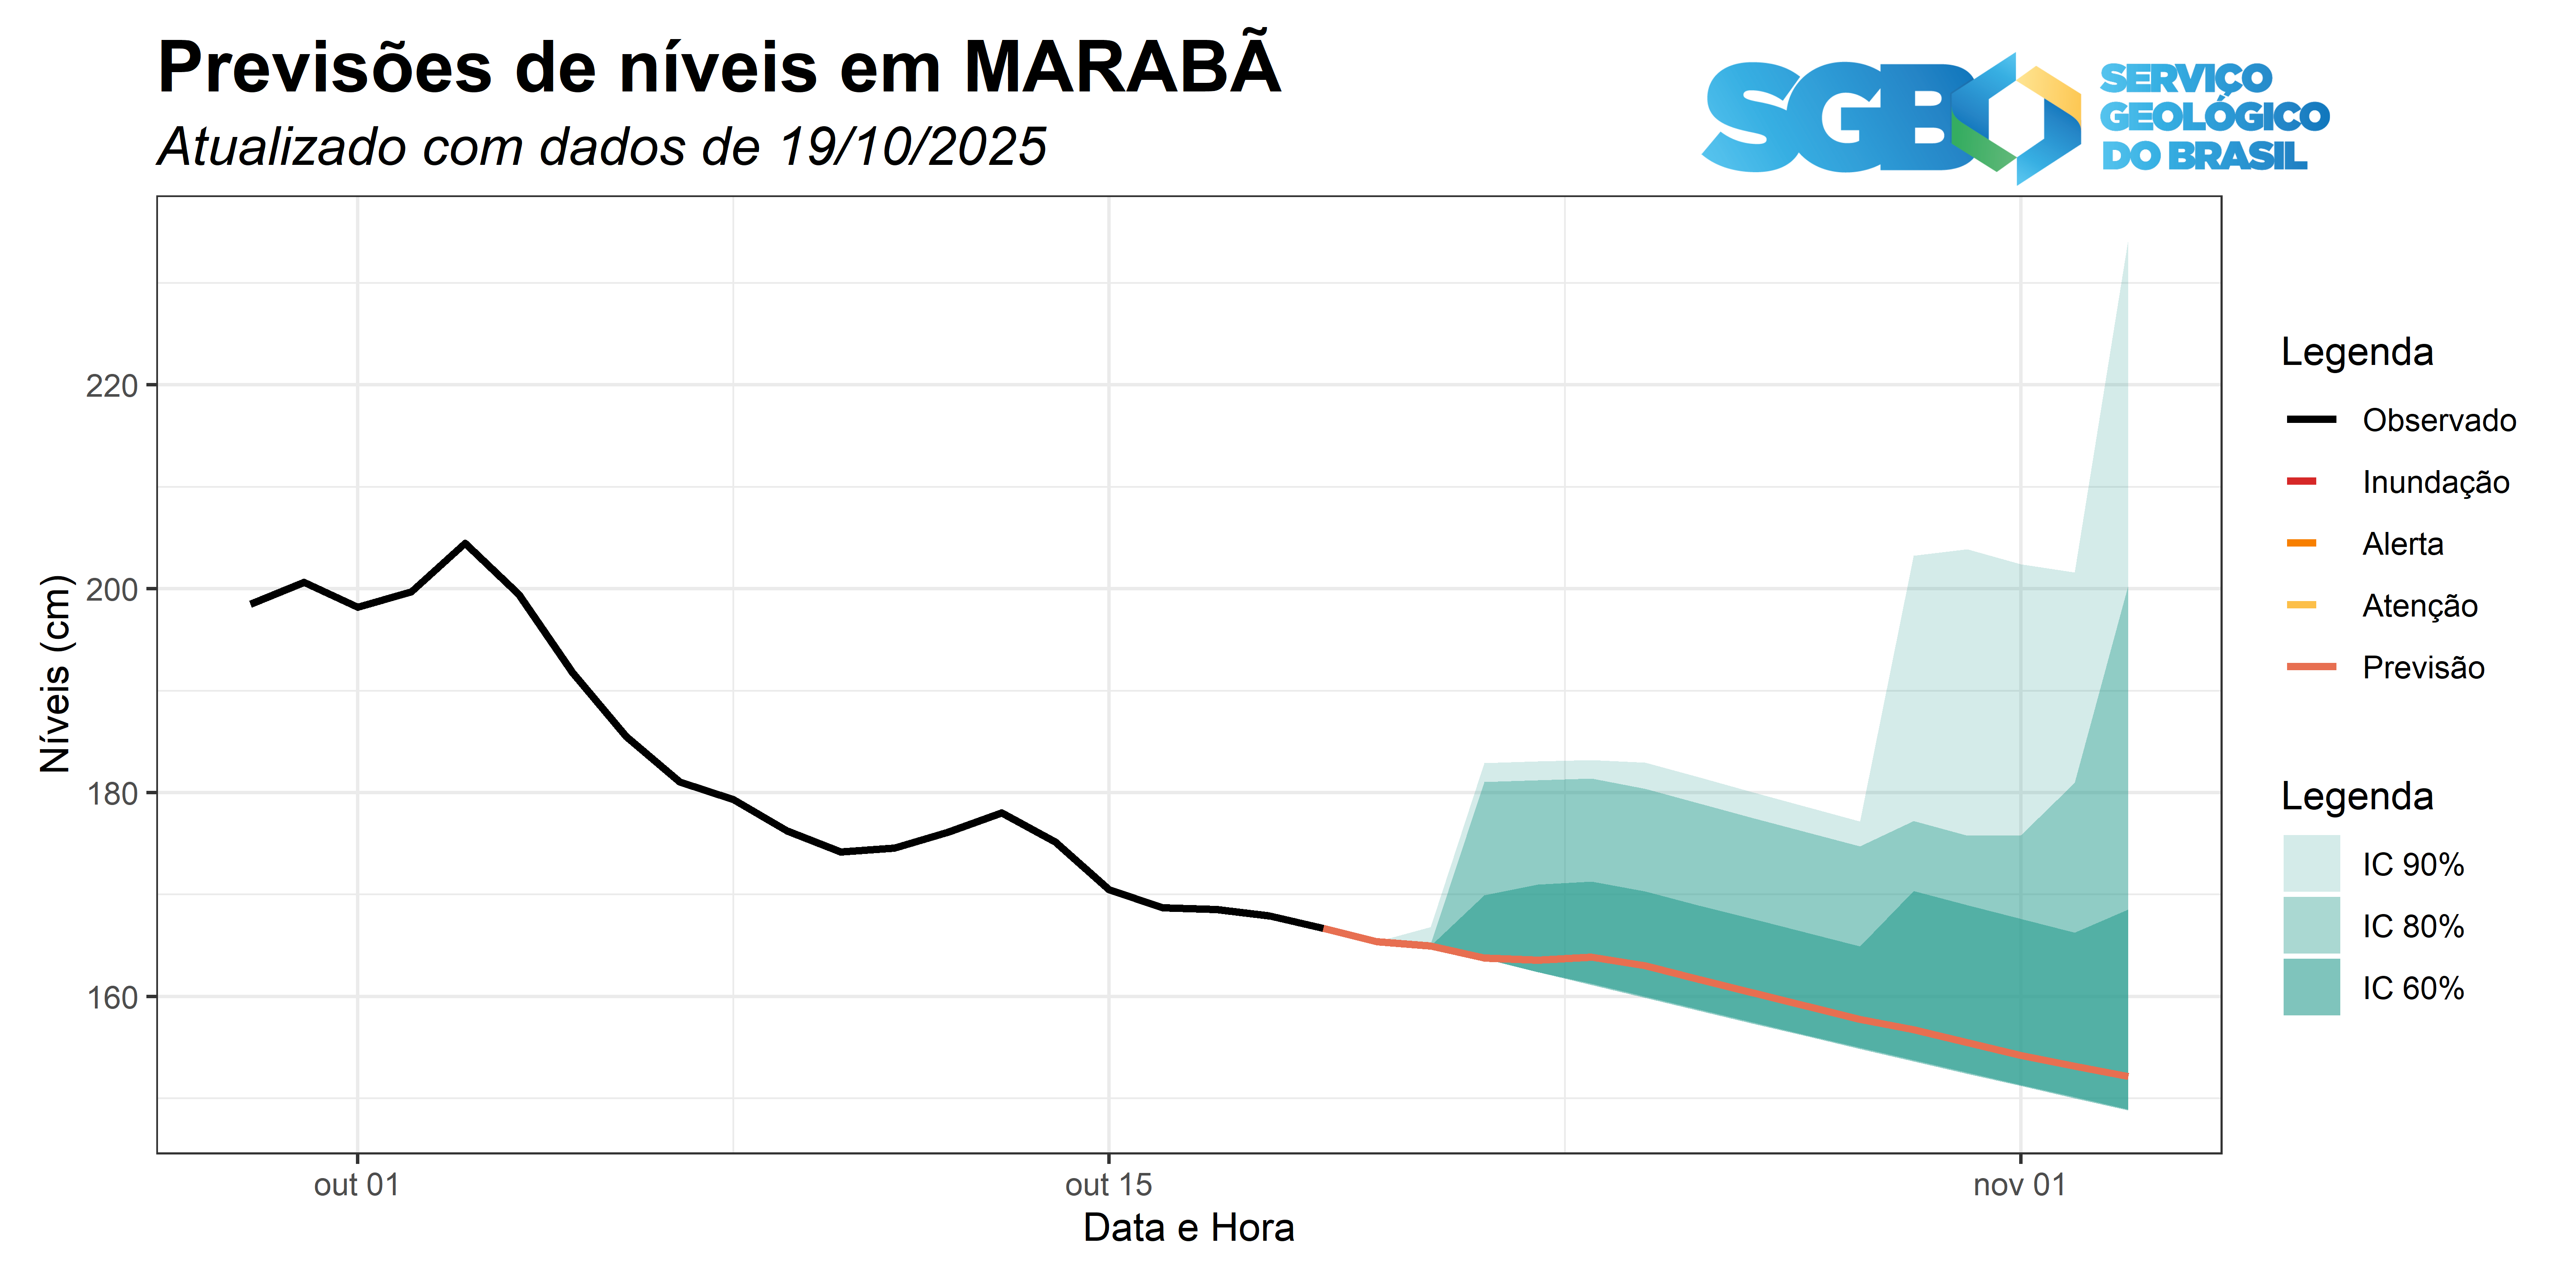 Previsões de níveis em MARABÃ
Atualizado com dados de 19/10/2025
SGB
SERVIÇO
GEOLÓGICO
DO BRASIL
Níveis (cm)
220
200
180
160
out 01
out 15
nov 01
Data e Hora
Legenda
Observado
Inundação
Alerta
Atenção
Previsão
Legenda
IC 90%
IC 80%
IC 60%